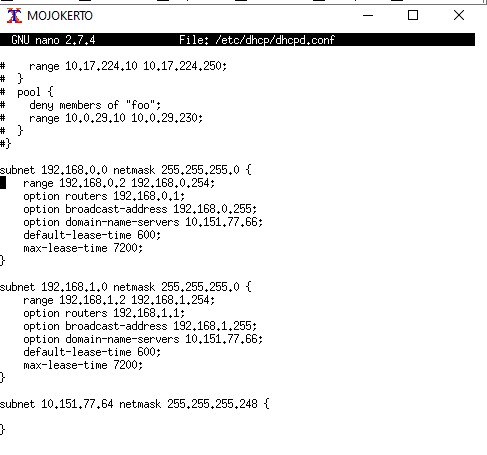 MOJOKERTO
GNU nano 2.7.4 File: /etc/dhcp/dhcpd.conf
#    range 10.17.224.10 10.17.224.250;
#  }
#  pool {
#    deny members of "foo";
#    range 10.0.29.10 10.0.29.230;
#  }
#}
subnet 192.168.0.0 netmask 255.255.255.0 {
    range 192.168.0.2 192.168.0.254;
    option routers 192.168.0.1;
    option broadcast-address 192.168.0.255;
    option domain-name-servers 10.151.77.66;
    default-lease-time 600;
    max-lease-time 7200;
}
subnet 192.168.1.0 netmask 255.255.255.0 {
    range 192.168.1.2 192.168.1.254;
    option routers 192.168.1.1;
    option broadcast-address 192.168.1.255;
    option domain-name-servers 10.151.77.66;
    default-lease-time 600;
    max-lease-time 7200;
}
subnet 10.151.77.64 netmask 255.255.255.248 {
}